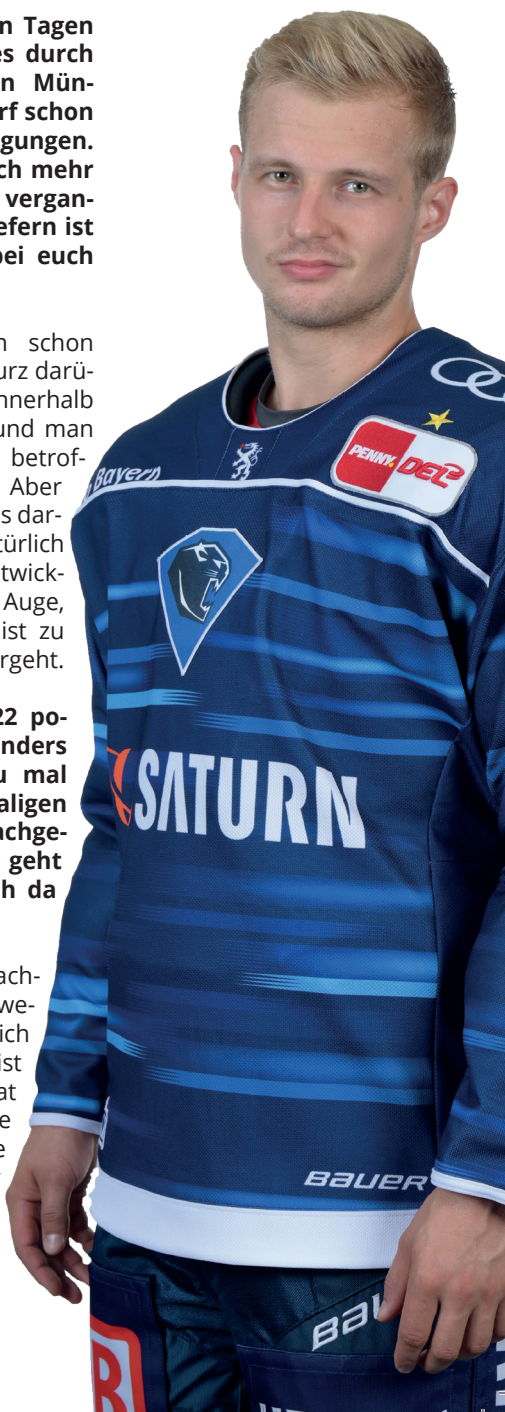 n Tagen
es durch
n Mün-
rf schon
gungen.
ch mehr
vergan-
efern ist
bei euch
n schon
urz darü-
nnerhalb
und man
betrof-
Aber
s dar-
türlich
twick-
Auge,
ist zu
rgeht.
22 po-
nders
u mal
aligen
achge-
geht
h da
ach-
we-
ich
ist
at
e
e
Bayern
PENNY. DEL
SATURN
BAUER
BAU
B